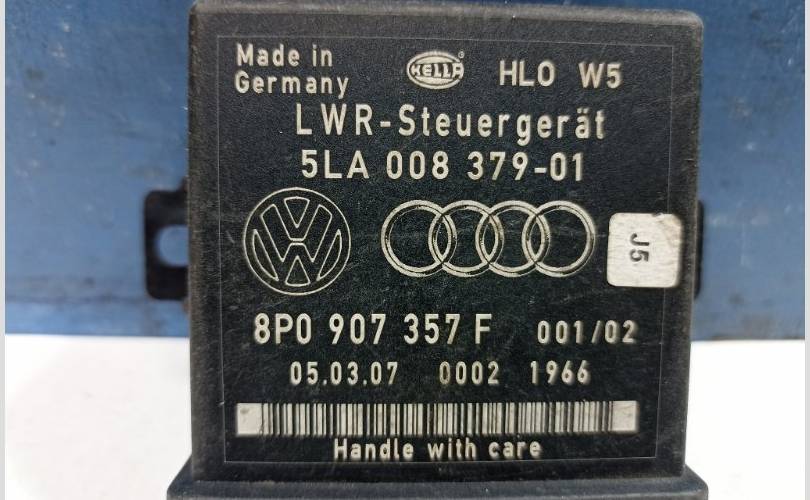 Made in
Germany
HELLA
HLO W5
LWR-Steuergerät
5LA 008 379-01
J5
8P0 907 357 F 001/02
05.03.07 0002 1966
Handle with care